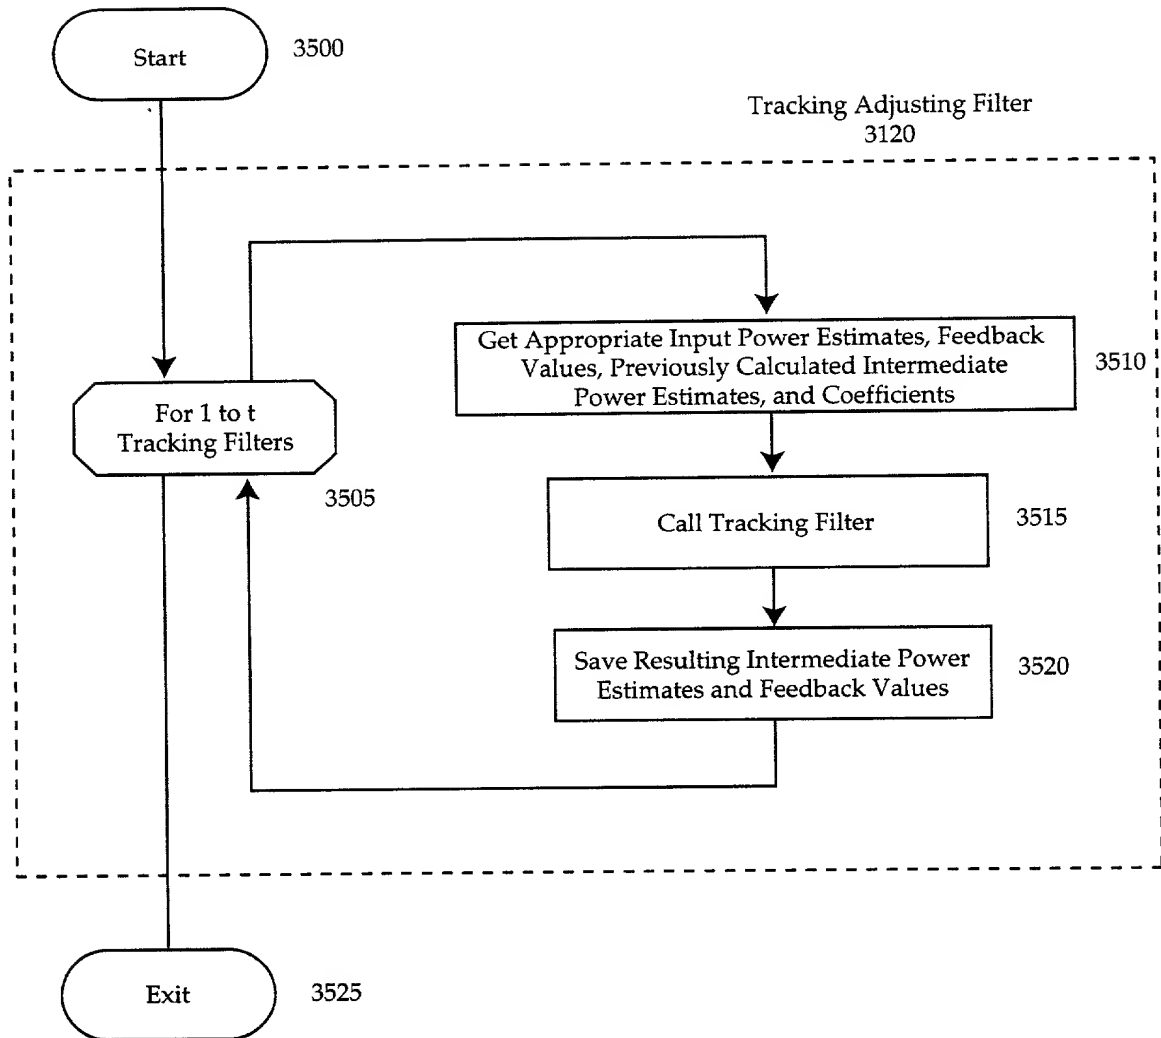 Start
3500
Tracking Adjusting Filter
3120
Get Appropriate Input Power Estimates, Feedback
Values, Previously Calculated Intermediate
Power Estimates, and Coefficients
3510
For 1 to t
Tracking Filters
3505
Call Tracking Filter
3515
Save Resulting Intermediate Power
Estimates and Feedback Values
3520
Exit
3525